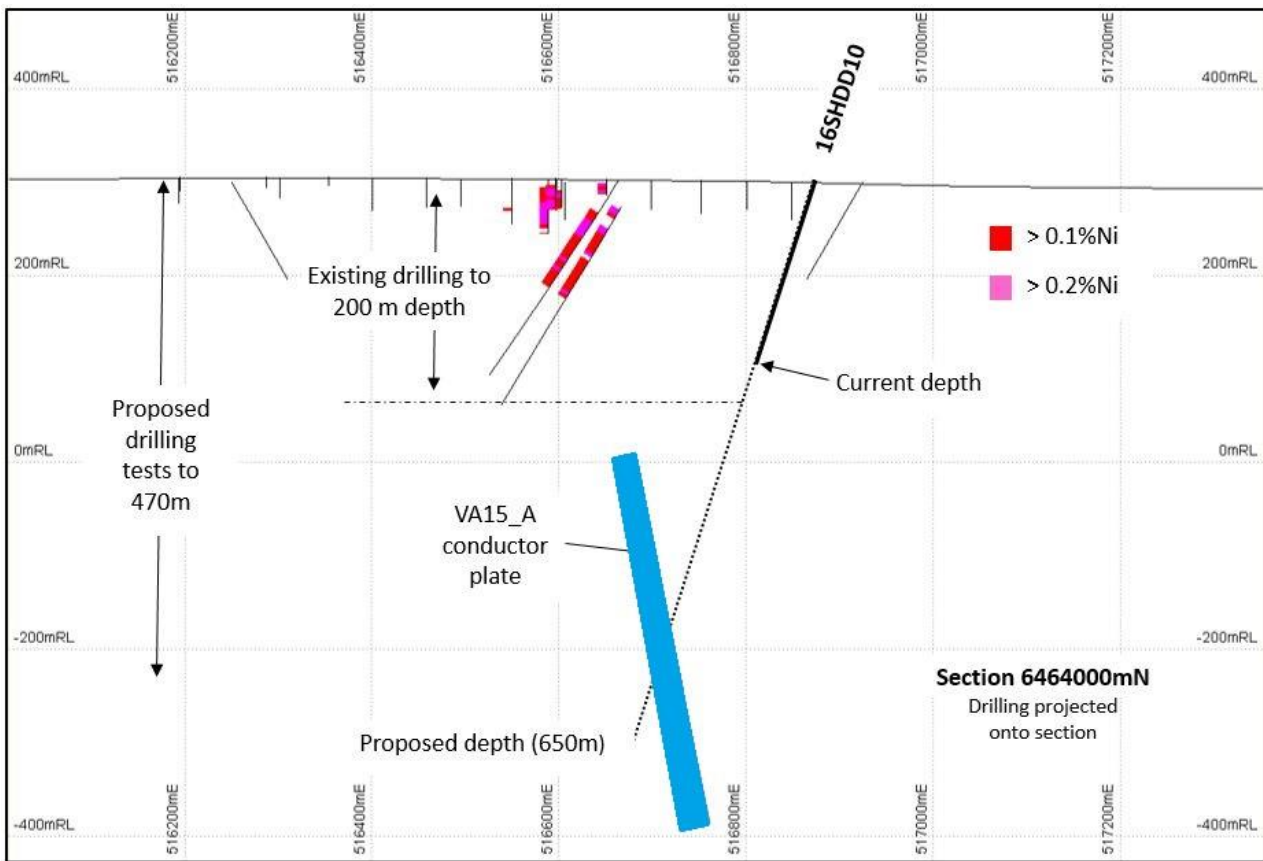 516200mE
516400mE
516600mE
516800mE
517000mE
517200mE
400mRL
400mRL
16SHDD10
> 0.1%Ni
> 0.2%Ni
200mRL
200mRL
Existing drilling to
200 m depth
Current depth
Proposed
drilling
tests to
470m
0mRL
0mRL
VA15_A
conductor
plate
-200mRL
-200mRL
Section 6464000mN
Drilling projected
onto section
Proposed depth (650m)
-400mRL
-400mRL
516200mE
516400mE
516600mE
516800mE
517000mE
517200mE